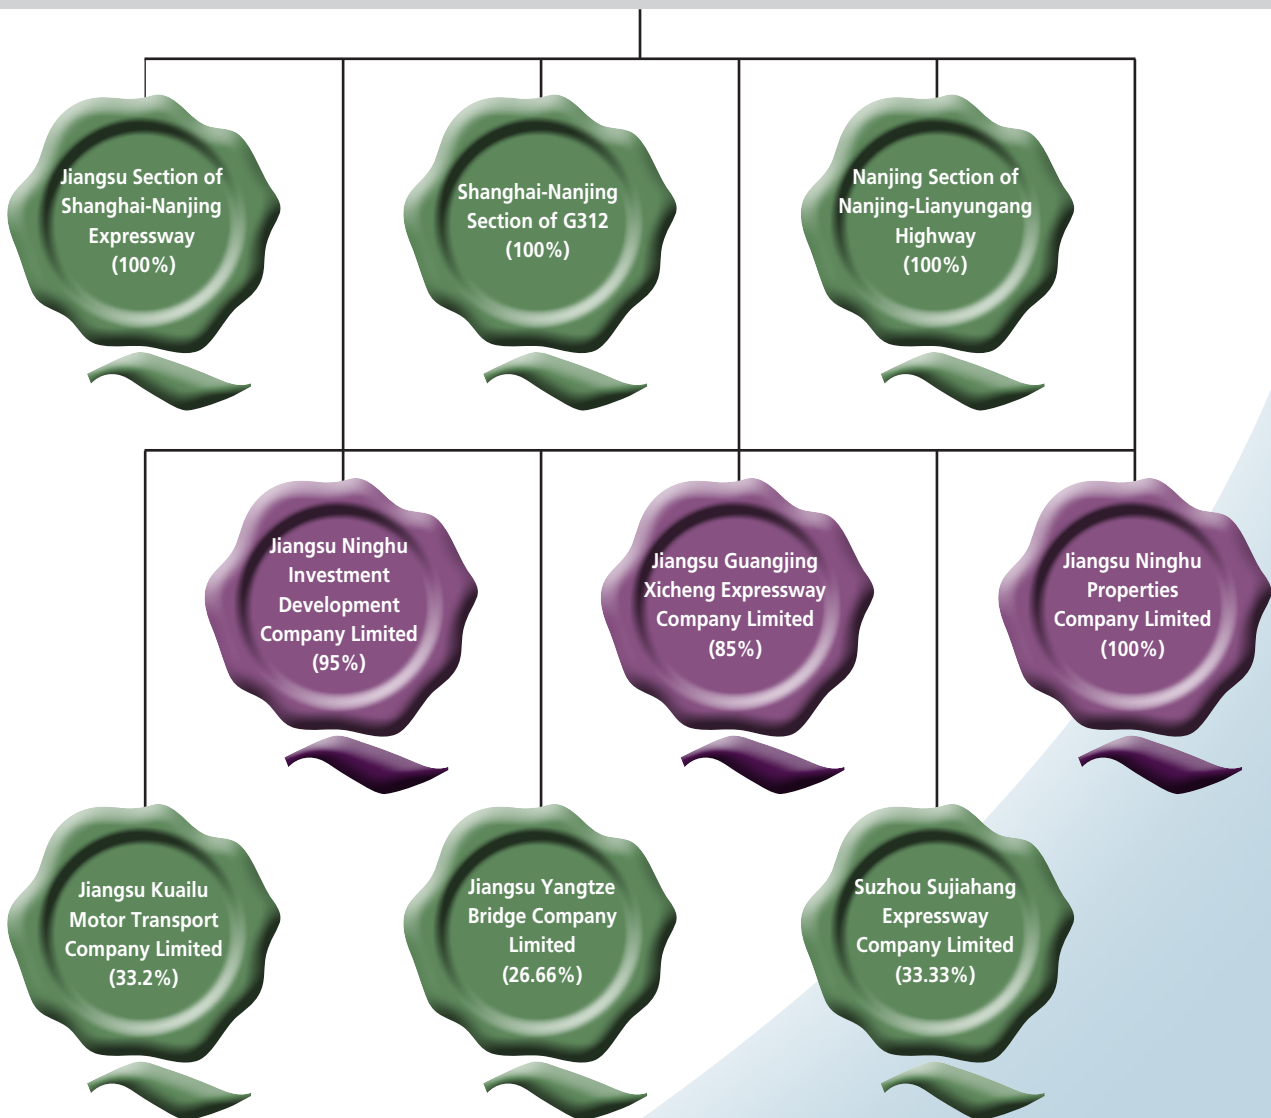 Jiangsu Section of
Shanghai-Nanjing
Expressway
(100%)
Shanghai-Nanjing
Section of G312
(100%)
Nanjing Section of
Nanjing-Lianyungang
Highway
(100%)
Jiangsu Ninghu
Investment
Development
Company Limited
(95%)
Jiangsu Guangjing
Xicheng Expressway
Company Limited
(85%)
Jiangsu Ninghu
Properties
Company Limited
(100%)
Jiangsu Kuailu
Motor Transport
Company Limited
(33.2%)
Jiangsu Yangtze
Bridge Company
Limited
(26.66%)
Suzhou Sujiahang
Expressway
Company Limited
(33.33%)